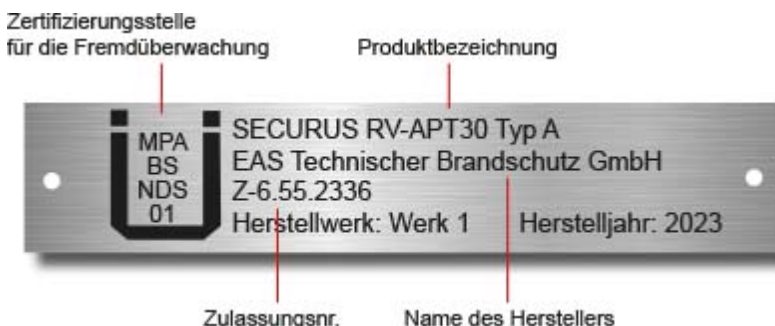 Zertifizierungsstelle
für die Fremdüberwachung
Produktbezeichnung
MPA
BS
NDS
01
SECURUS RV-APT30 Typ A
EAS Technischer Brandschutz GmbH
Z-6.55.2336
Herstellwerk: Werk 1 Herstelljahr: 2023
Zulassungsnr.
Name des Herstellers